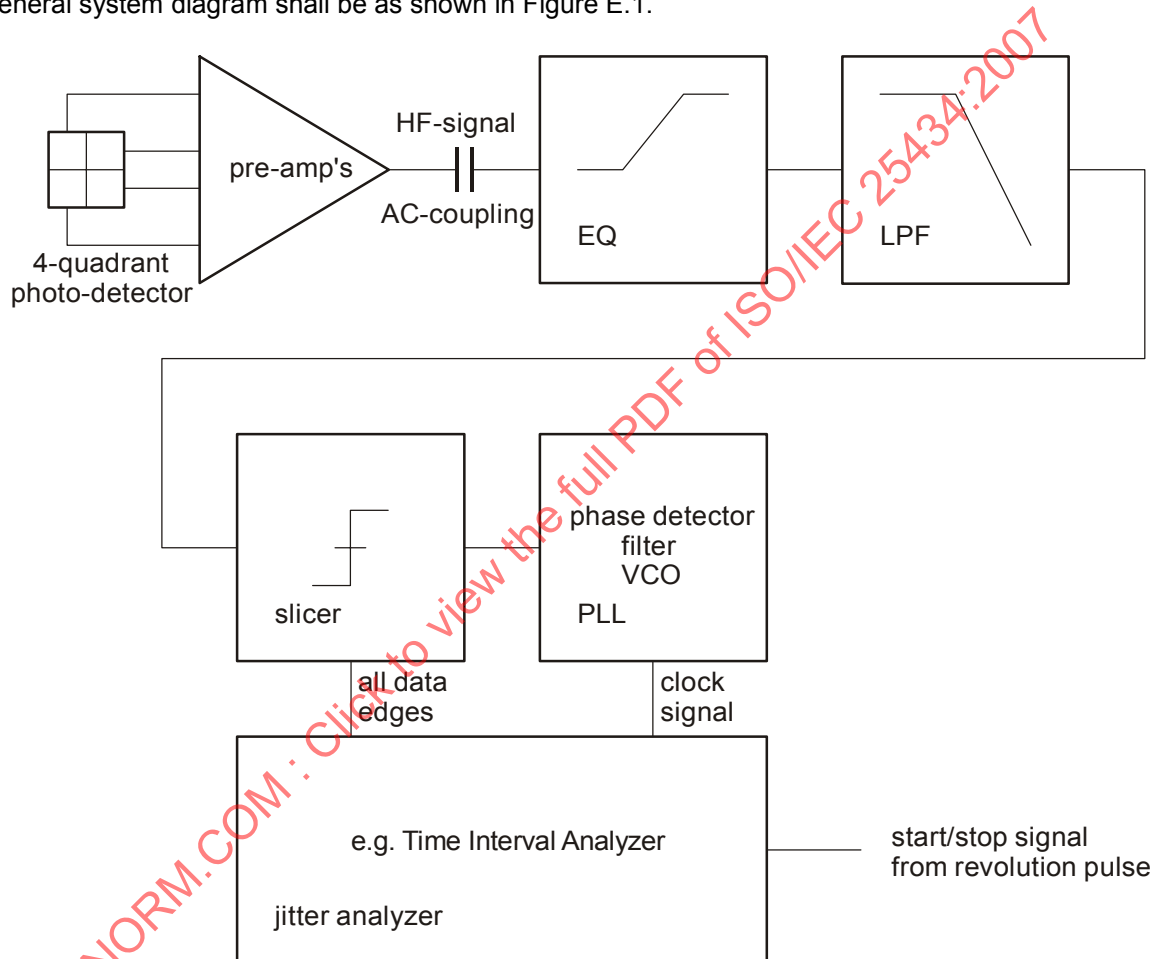 eneral system diagram shall be as shown in Figure E.1.
HF-signal
pre-amp's
AC-coupling
EQ
LPF
4-quadrant
photo-detector
phase detector
filter
VCO
slicer
PLL
all data
edges
clock
signal
e.g. Time Interval Analyzer
start/stop signal
from revolution pulse
jitter analyzer
NORM.COM : Click to view the full PDF of ISO/IEC 25434:2007